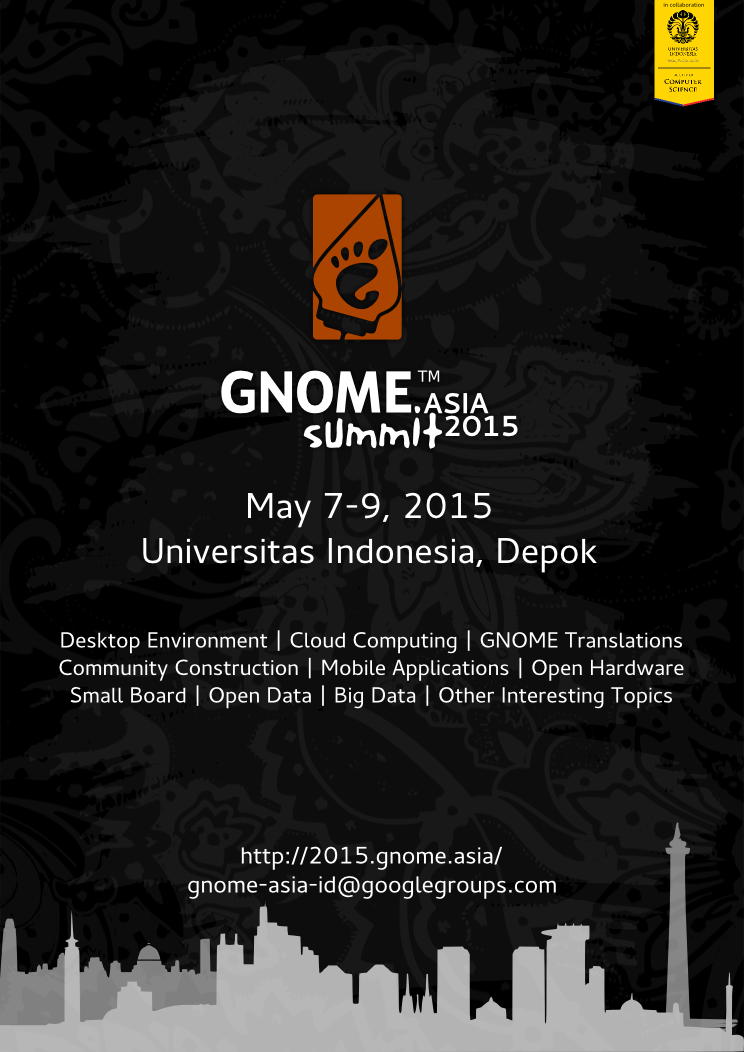 in collaboration
UNIVERSITAS
INDONESIA
COMPUTER
SCIENCE
GNOME™
.ASIA
summit 2015
May 7-9, 2015
Universitas Indonesia, Depok
Desktop Environment | Cloud Computing | GNOME Translations
Community Construction | Mobile Applications | Open Hardware
Small Board | Open Data | Big Data | Other Interesting Topics
http://2015.gnome.asia/
gnome-asia-id@googlegroups.com